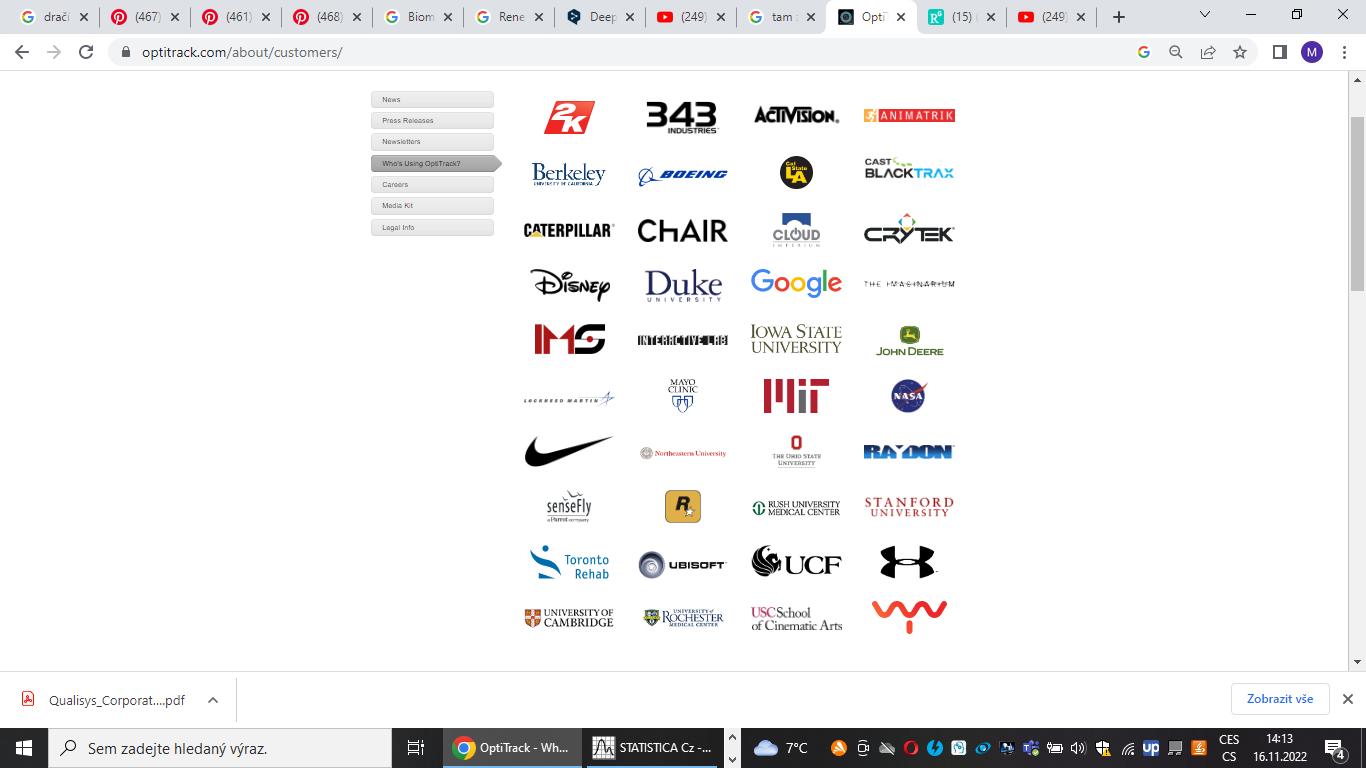 drači
(467)
(461)
(468)
Biom
Rene
Deep
(249)
tam z
OptiT
(15) (
(249)
optitrack.com/about/customers/
M
News
Press Releases
Newsletters
Who's Using OptiTrack?
Careers
Media Kit
Legal Info
2K
343 INDUSTRIES
ACTIVISION.
ANIMATRIK
Berkeley
UNIVERSITY OF CALIFORNIA
BOEING
Cal State LA
CAST
BLACKTRAX
CATERPILLAR®
CHAIR
CLOUD
IMPERIUM
CRYTEK
Disney
Duke
UNIVERSITY
Google
THE IMAGINARIUM
IMS
INTERACTIVE LAB
IOWA STATE
UNIVERSITY
JOHN DEERE
LOCKHEED MARTIN
MAYO
CLINIC
MIT
NASA
Northeastern University
O
THE OHIO STATE
UNIVERSITY
RAYDON
senseFly
a Parrot company
R
RUSH UNIVERSITY
MEDICAL CENTER
STANFORD
UNIVERSITY
Toronto
Rehab
UBISOFT
UCF
UNIVERSITY OF
CAMBRIDGE
UNIVERSITY of
ROCHESTER
MEDICAL CENTER
USC School
of Cinematic Arts
Qualisys_Corporat....pdf
Zobrazit vše
Sem zadejte hledaný výraz.
OptiTrack - Wh...
STATISTICA Cz -...
7°C
up
CES
CS
14:13
16.11.2022
4